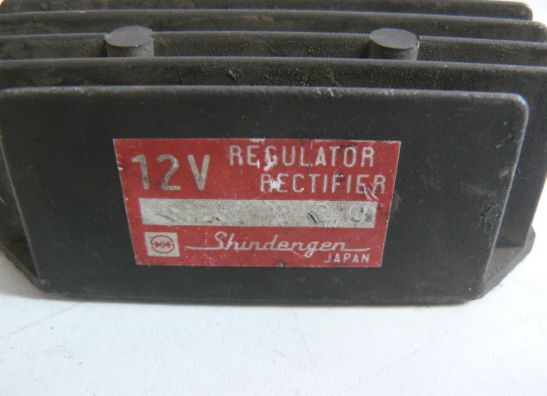 12V REGULATOR
RECTIFIER
Shindengen
JAPAN